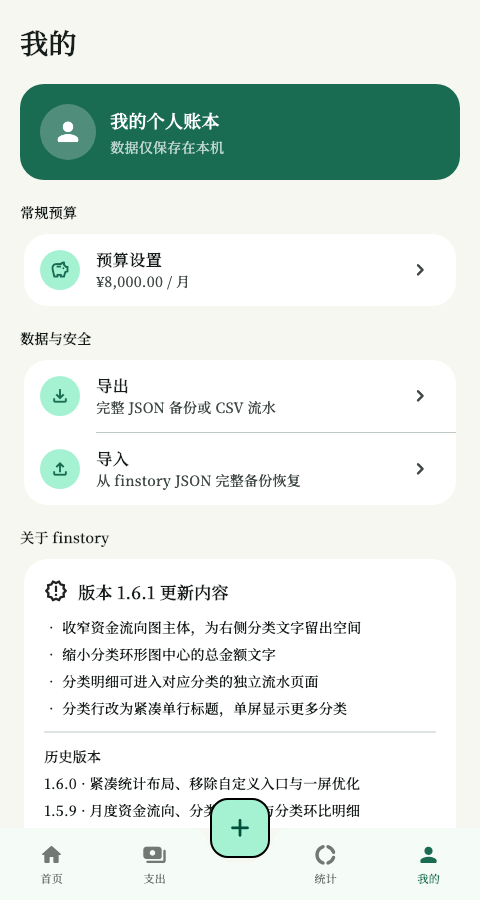 我的
我的个人账本
数据仅保存在本机
常规预算
预算设置
¥8,000.00 / 月
数据与安全
导出
完整 JSON 备份或 CSV 流水
导入
从 finstory JSON 完整备份恢复
关于 finstory
版本 1.6.1 更新内容
· 收窄资金流向图主体，为右侧分类文字留出空间
· 缩小分类环形图中心的总金额文字
· 分类明细可进入对应分类的独立流水页面
· 分类行改为紧凑单行标题，单屏显示更多分类
历史版本
1.6.0 · 紧凑统计布局、移除自定义入口与一屏优化
1.5.9 · 月度资金流向、分类 与分类环比明细
首页
支出
统计
我的